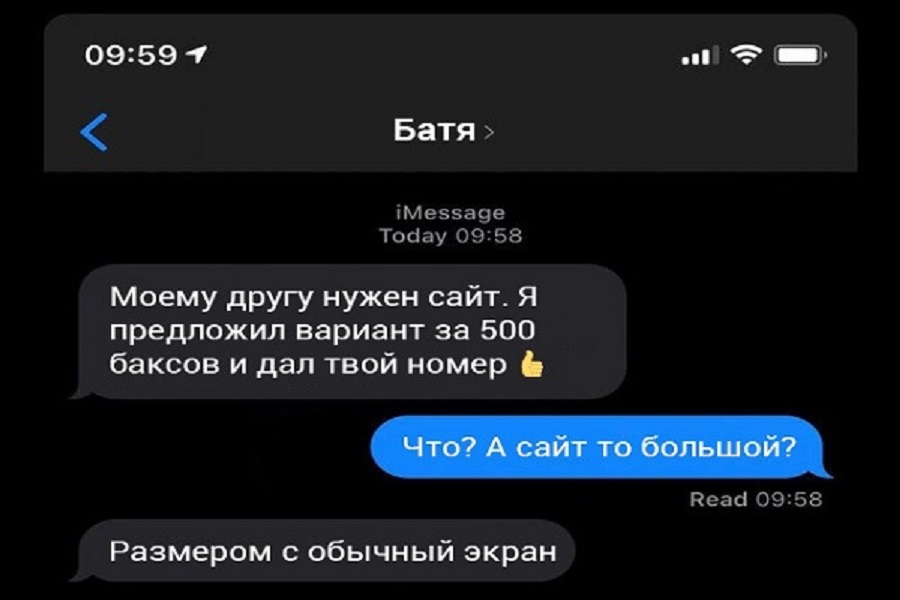 09:59
Батя >
iMessage
Today 09:58
Моему другу нужен сайт. Я
предложил вариант за 500
баксов и дал твой номер 👍
Что? А сайт то большой?
Read 09:58
Размером с обычный экран